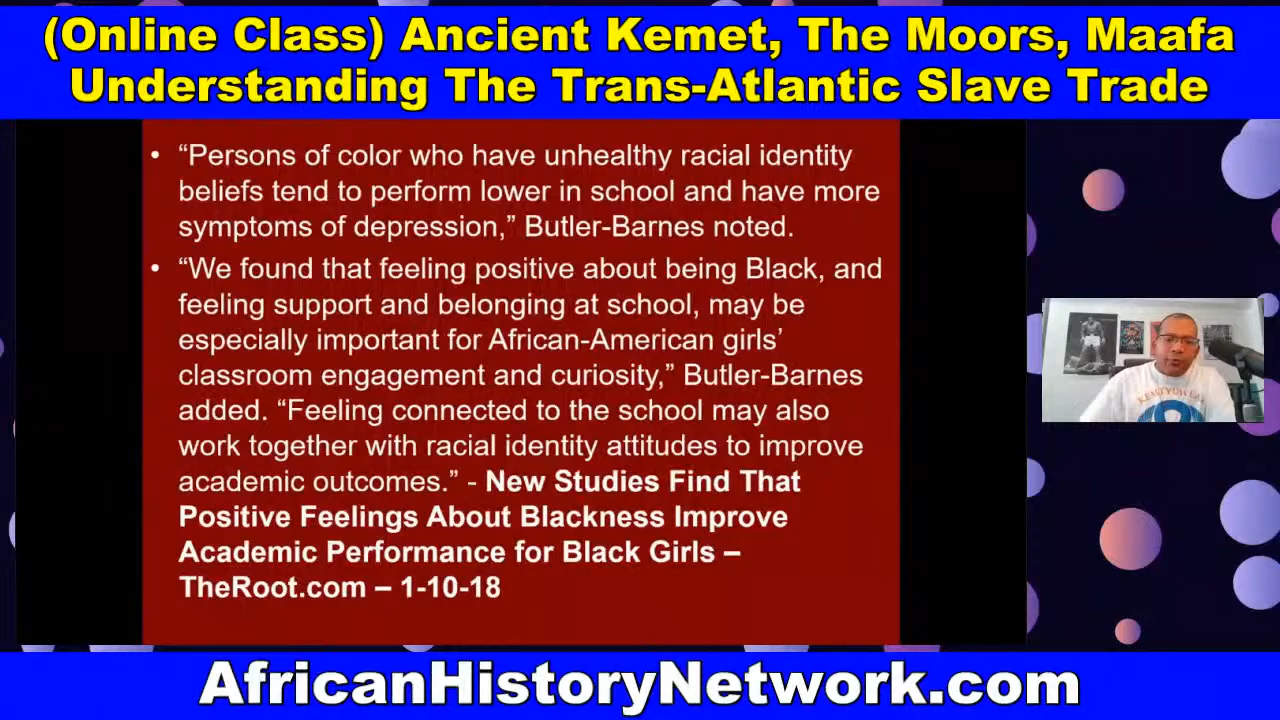 (Online Class) Ancient Kemet, The Moors, Maafa
Understanding The Trans-Atlantic Slave Trade
• “Persons of color who have unhealthy racial identity
beliefs tend to perform lower in school and have more
symptoms of depression,” Butler-Barnes noted.
• “We found that feeling positive about being Black, and
feeling support and belonging at school, may be
especially important for African-American girls’
classroom engagement and curiosity,” Butler-Barnes
added. “Feeling connected to the school may also
work together with racial identity attitudes to improve
academic outcomes.” - New Studies Find That
Positive Feelings About Blackness Improve
Academic Performance for Black Girls –
TheRoot.com – 1-10-18
AfricanHistoryNetwork.com